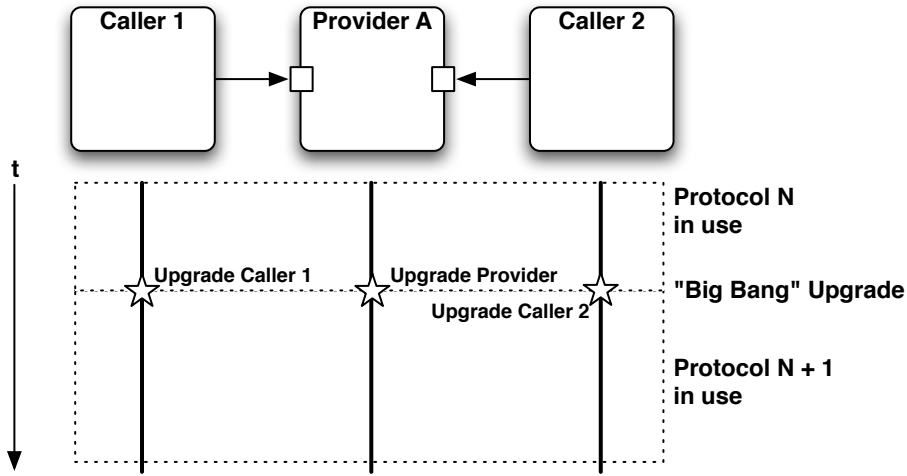 Caller 1
Provider A
Caller 2
t
Protocol N
in use
Upgrade Caller 1
Upgrade Provider
"Big Bang" Upgrade
Upgrade Caller 2
Protocol N + 1
in use